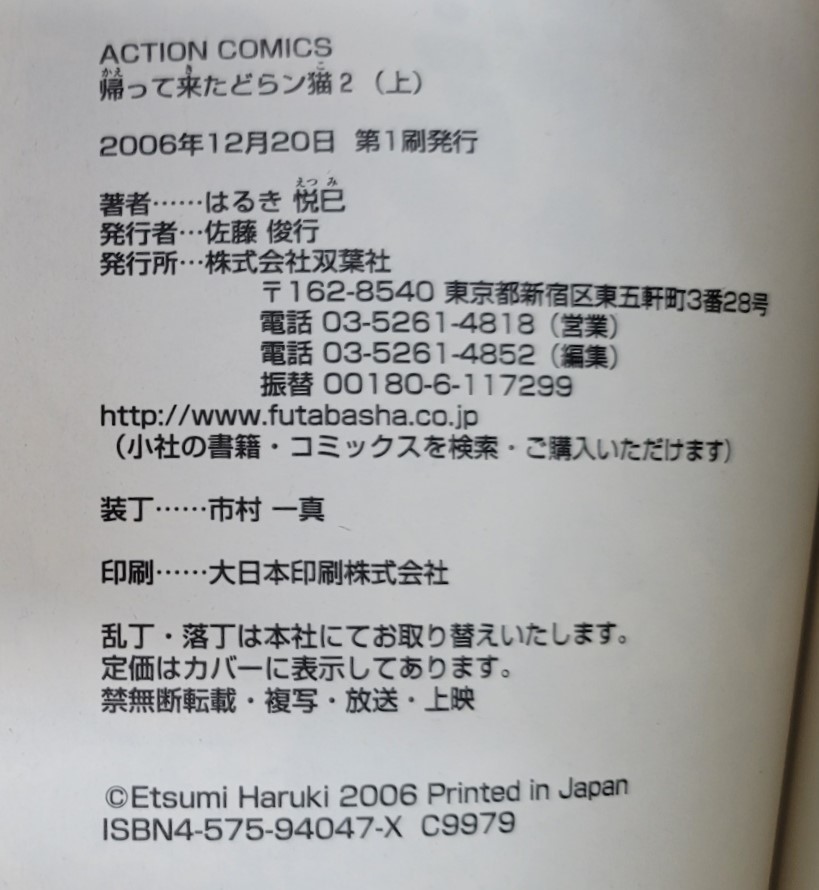 ACTION COMICS
帰って来たどらン猫2（上）
2006年12月20日 第1刷発行
著者……はるき 悦巳
発行者…佐藤 俊行
発行所…株式会社双葉社
〒162-8540 東京都新宿区東五軒町3番28号
電話 03-5261-4818（営業）
電話 03-5261-4852（編集）
振替 00180-6-117299
http://www.futabasha.co.jp
（小社の書籍・コミックスを検索・ご購入いただけます）
装丁……市村 一真
印刷……大日本印刷株式会社
乱丁・落丁は本社にてお取り替えいたします。
定価はカバーに表示してあります。
禁無断転載・複写・放送・上映
©Etsumi Haruki 2006 Printed in Japan
ISBN4-575-94047-X C9979